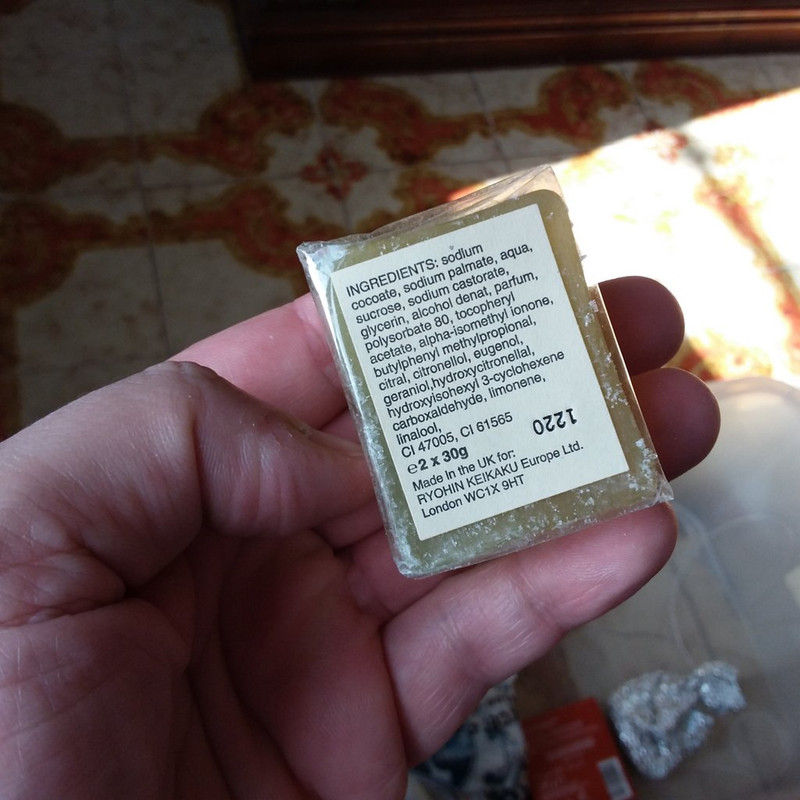 INGREDIENTS: sodium
cocoate, sodium palmate, aqua,
sucrose, sodium castorate,
glycerin, alcohol denat, parfum,
polysorbate 80, tocopheryl
acetate, alpha-isomethyl ionone,
butylphenyl methylpropional,
citral, citronellol, eugenol,
geraniol,hydroxycitronellal,
hydroxylsohexyl 3-cyclohexene
carboxaldehyde, limonene,
linalool,
CI 47005, CI 61565
1220
℮2 x 30g
Made In the UK for:
RYOHIN KEIKAKU Europe Ltd.
London WC1X 9HT